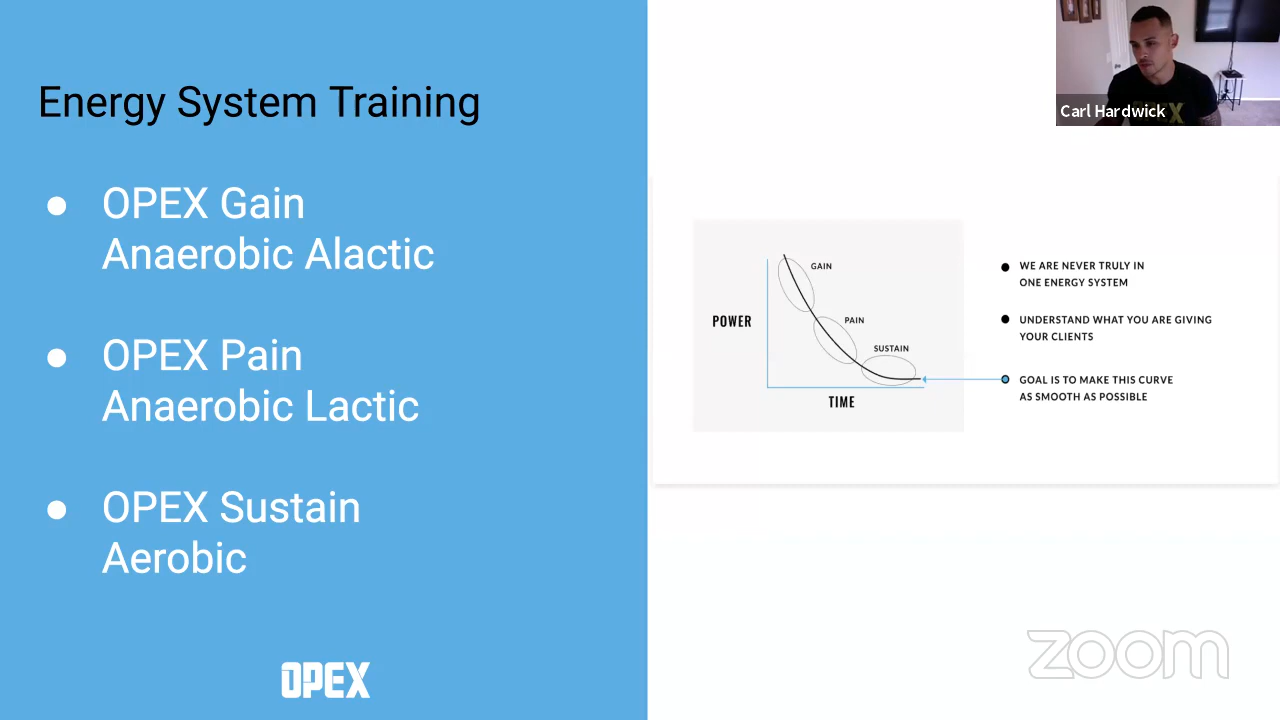 Energy System Training
● OPEX Gain
Anaerobic Alactic
● OPEX Pain
Anaerobic Lactic
● OPEX Sustain
Aerobic
OPEX
Carl Hardwick
X
POWER
GAIN
PAIN
SUSTAIN
TIME
● WE ARE NEVER TRULY IN
ONE ENERGY SYSTEM
● UNDERSTAND WHAT YOU ARE GIVING
YOUR CLIENTS
● GOAL IS TO MAKE THIS CURVE
AS SMOOTH AS POSSIBLE
zoom